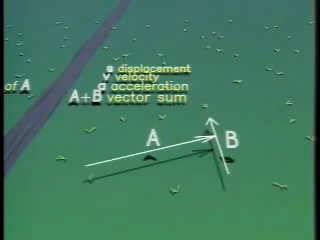 s displacement
v velocity
a acceleration
of A
A+B vector sum
A
B